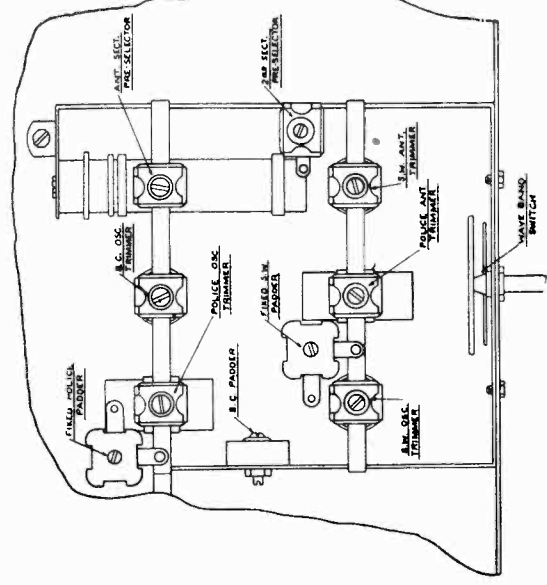 ANT. SECT.
PRE-SELECTOR
2ND SECT.
PRE-SELECTOR
B.C. OSC.
TRIMMER
S.W. ANT.
TRIMMER
POLICE OSC
TRIMMER
POLICE ANT
TRIMMER
FIXED S.W.
PADDER
WAVE BAND
SWITCH
FIXED POLICE
PADDER
B.C PADDER
S.W. OSC.
TRIMMER